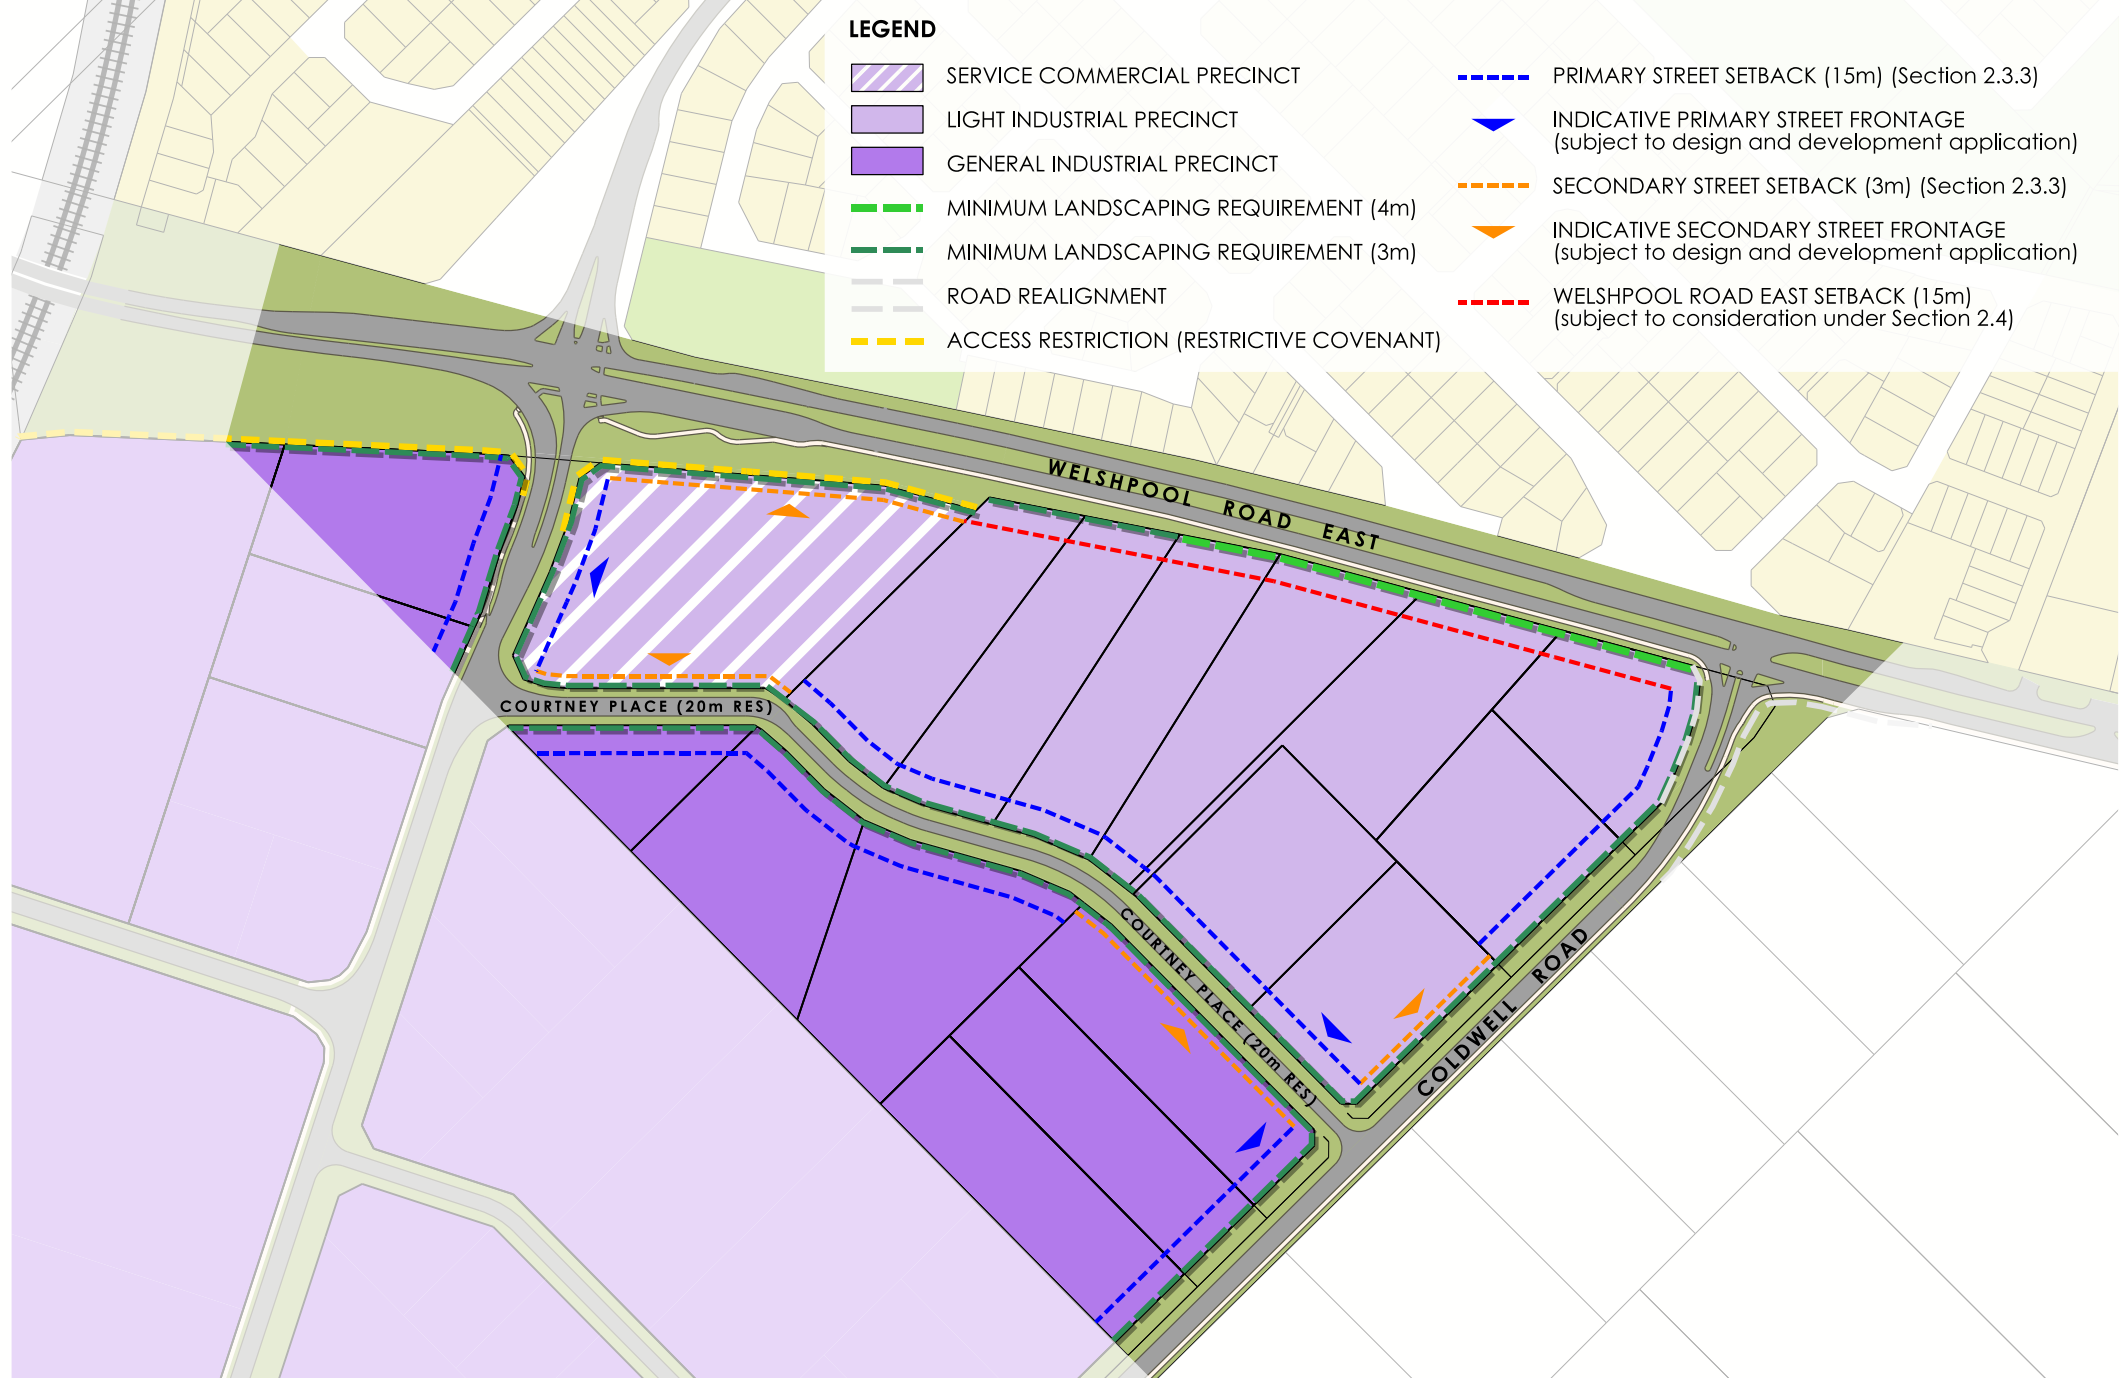 LEGEND
SERVICE COMMERCIAL PRECINCT
LIGHT INDUSTRIAL PRECINCT
GENERAL INDUSTRIAL PRECINCT
MINIMUM LANDSCAPING REQUIREMENT (4m)
MINIMUM LANDSCAPING REQUIREMENT (3m)
ROAD REALIGNMENT
ACCESS RESTRICTION (RESTRICTIVE COVENANT)
PRIMARY STREET SETBACK (15m) (Section 2.3.3)
INDICATIVE PRIMARY STREET FRONTAGE
(subject to design and development application)
SECONDARY STREET SETBACK (3m) (Section 2.3.3)
INDICATIVE SECONDARY STREET FRONTAGE
(subject to design and development application)
WELSHPOOL ROAD EAST SETBACK (15m)
(subject to consideration under Section 2.4)
WELSHPOOL ROAD EAST
COURTNEY PLACE (20m RES)
COURTNEY PLACE (20m RES)
COLDWELL ROAD